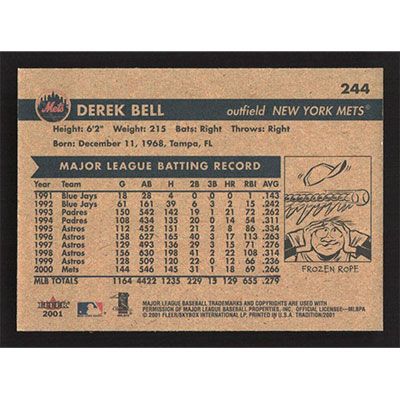 244
Mets
DEREK BELL
outfield NEW YORK METS®
Height: 6'2" Weight: 215 Bats: Right Throws: Right
Born: December 11, 1968, Tampa, FL
MAJOR LEAGUE BATTING RECORD
Year Team G AB H 2B 3B HR RBI AVG
1991 Blue Jays 18 28 4 0 0 0 1 .143
1992 Blue Jays 61 161 39 6 3 2 15 .242
1993 Padres 150 542 142 19 1 21 72 .262
1994 Padres 108 434 135 20 0 14 54 .311
1995 Astros 112 452 151 21 2 8 86 .334
1996 Astros 158 627 165 40 3 17 113 .263
1997 Astros 129 493 136 29 3 15 71 .276
1998 Astros 156 630 198 41 2 22 108 .314
1999 Astros 128 509 120 22 0 12 66 .236
2000 Mets 144 546 145 31 1 18 69 .266
MLB TOTALS 1164 4422 1235 229 14 129 655 .279
FROZEN ROPE
Fleer
2001
MAJOR LEAGUE BASEBALL TRADEMARKS AND COPYRIGHTS ARE USED WITH
PERMISSION OF MAJOR LEAGUE BASEBALL PROPERTIES, INC. OFFICIAL LICENSEE—MLBPA
© 2001 FLEER/SKYBOX INTERNATIONAL LP, PRINTED IN U.S.A. TRADITION/2001